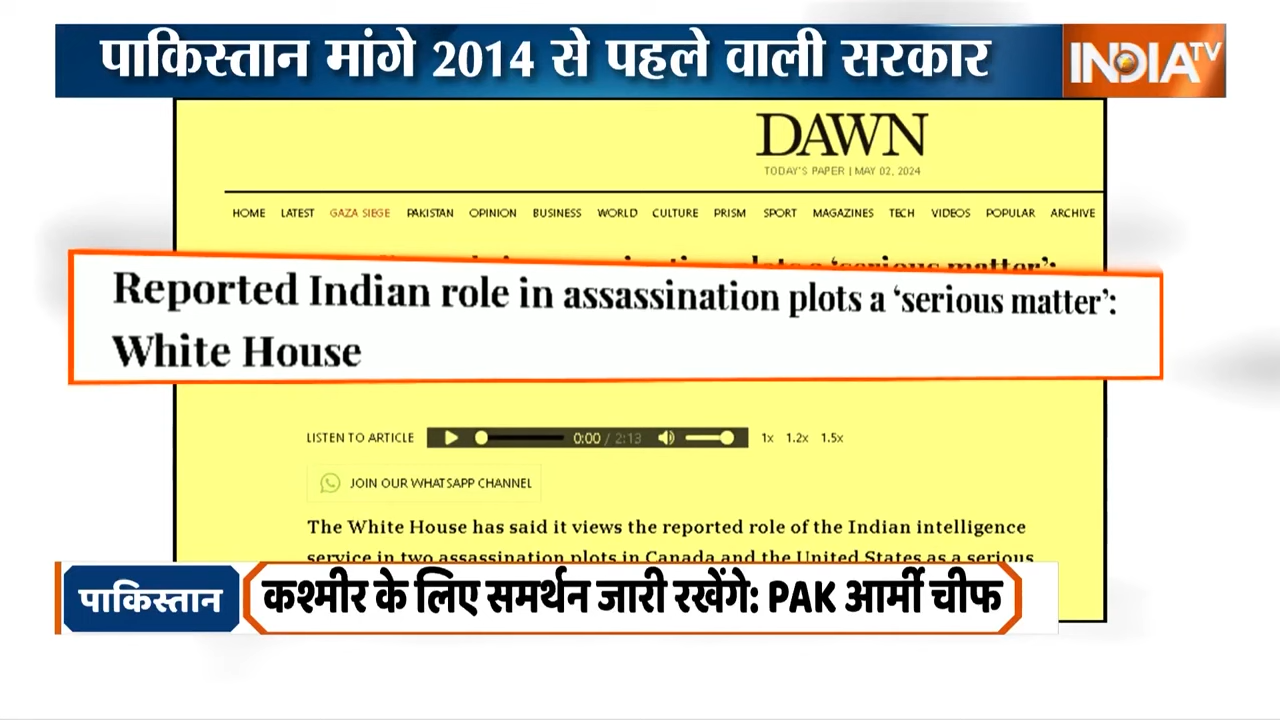 पाकिस्तान मांगे 2014 से पहले वाली सरकार
INDIA TV
DAWN
TODAY'S PAPER | MAY 02, 2024
HOME LATEST GAZA SIEGE PAKISTAN OPINION BUSINESS WORLD CULTURE PRISM SPORT MAGAZINES TECH VIDEOS POPULAR ARCHIVE
Reported Indian role in assassination plots a ‘serious matter’:
White House
LISTEN TO ARTICLE 0:00 / 2:13 1x 1.2x 1.5x
JOIN OUR WHATSAPP CHANNEL
The White House has said it views the reported role of the Indian intelligence
service in two assassination plots in Canada and the United States as a serious
पाकिस्तान कश्मीर के लिए समर्थन जारी रखेंगे: PAK आर्मी चीफ